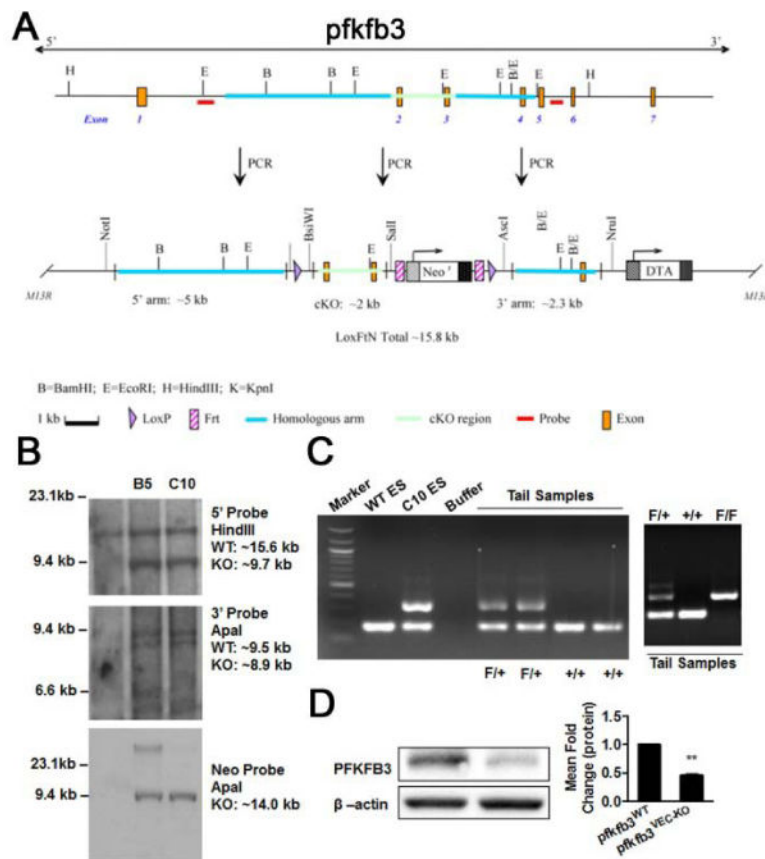 A
pfkfb3
5' 3'
H E B B E E E B/E E H
Exon 1 2 3 4 5 6 7
PCR PCR PCR
NotI B B E BsiWI E SalI AscI B/E E B/E NruI
Neo r DTA
M13R
5' arm: ~5 kb cKO: ~2 kb 3' arm: ~2.3 kb
LoxFtN Total ~15.8 kb
B=BamHI; E=EcoRI; H=HindIII; K=KpnI
1 kb LoxP Frt Homologous arm cKO region Probe Exon
B
B5 C10
23.1kb
9.4 kb
5' Probe
HindIII
WT: ~15.6 kb
KO: ~9.7 kb
9.4 kb
6.6 kb
3' Probe
ApaI
WT: ~9.5 kb
KO: ~8.9 kb
23.1kb
9.4 kb
Neo Probe
ApaI
KO: ~14.0 kb
C
Marker WT ES C10 ES Buffer Tail Samples
F/+ F/+ +/+ +/+
F/+ +/+ F/F
Tail Samples
D
PFKFB3
β –actin
Mean Fold
Change (protein)
1.5
1.0
0.5
0.0
**
pfkfb3WT
pfkfb3VEC-KO